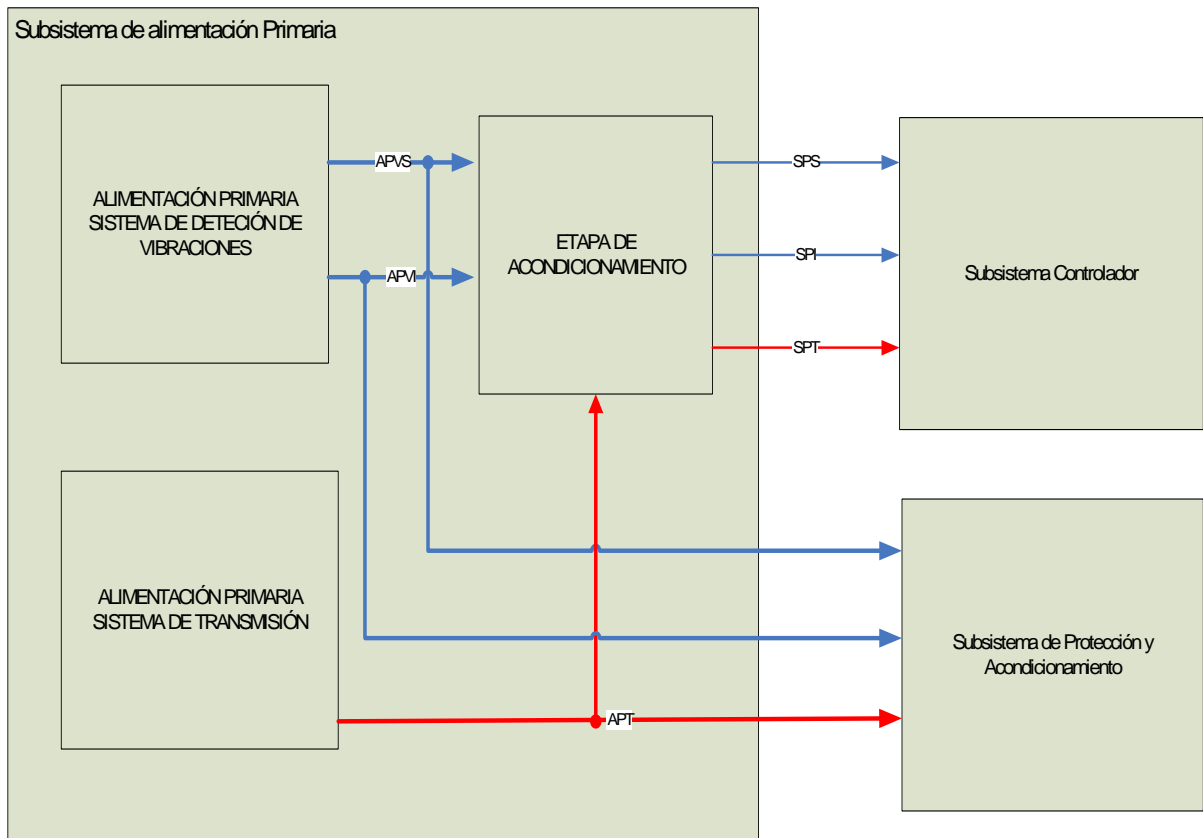 Subsistema de alimentación Primaria
ALIMENTACIÓN PRIMARIA
SISTEMA DE DETECIÓN DE
VIBRACIONES
APVS
APVI
ETAPA DE
ACONDICIONAMIENTO
SPS
SPI
SPT
Subsistema Controlador
ALIMENTACIÓN PRIMARIA
SISTEMA DE TRANSMISIÓN
APT
Subsistema de Protección y
Acondicionamiento